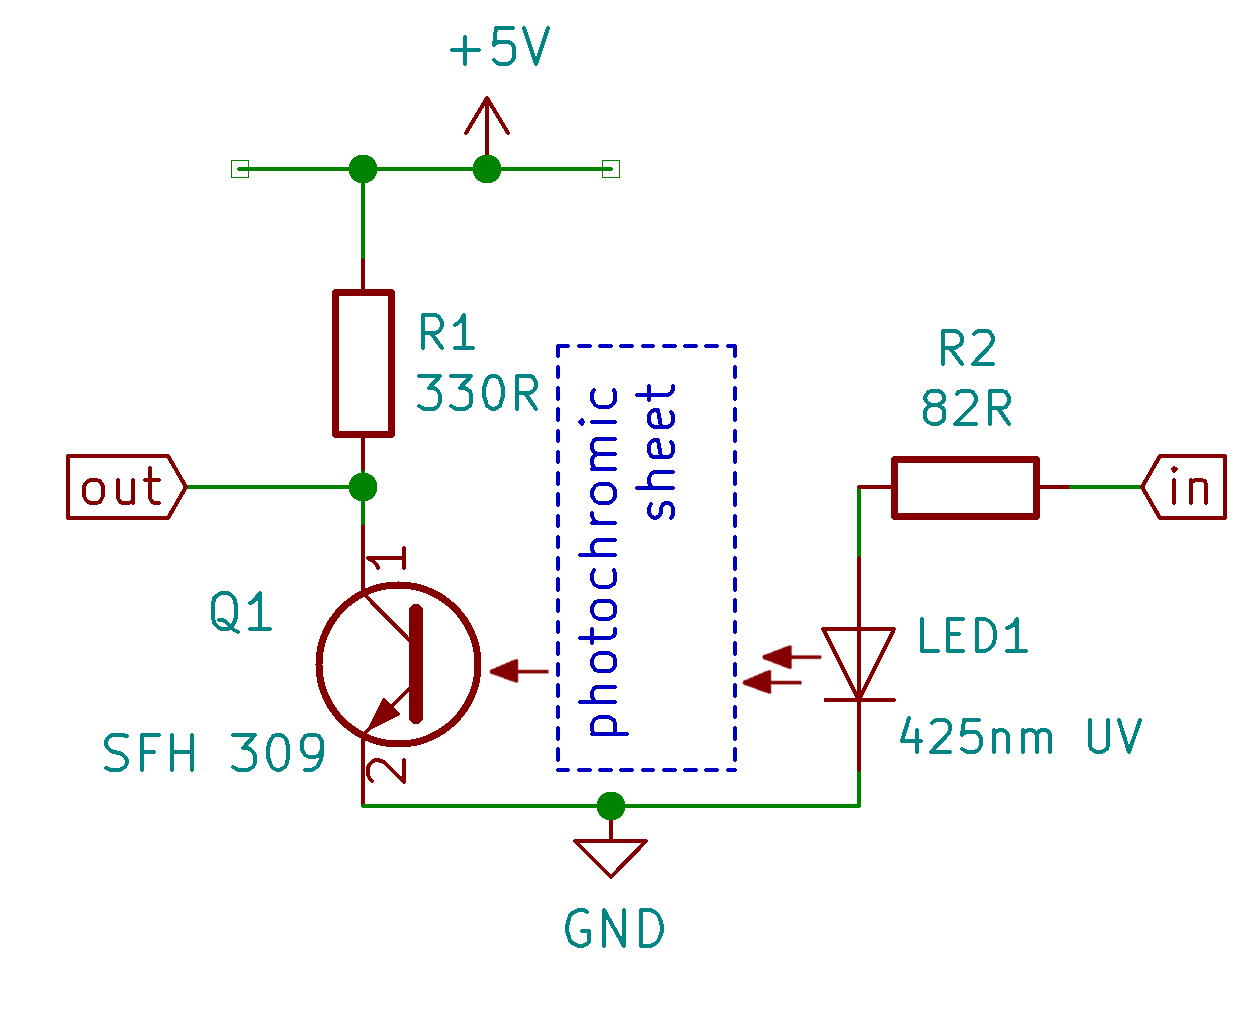 +5V
R1
330R
R2
82R
photochromic
sheet
out
in
1
Q1
LED1
SFH 309
425nm UV
2
GND